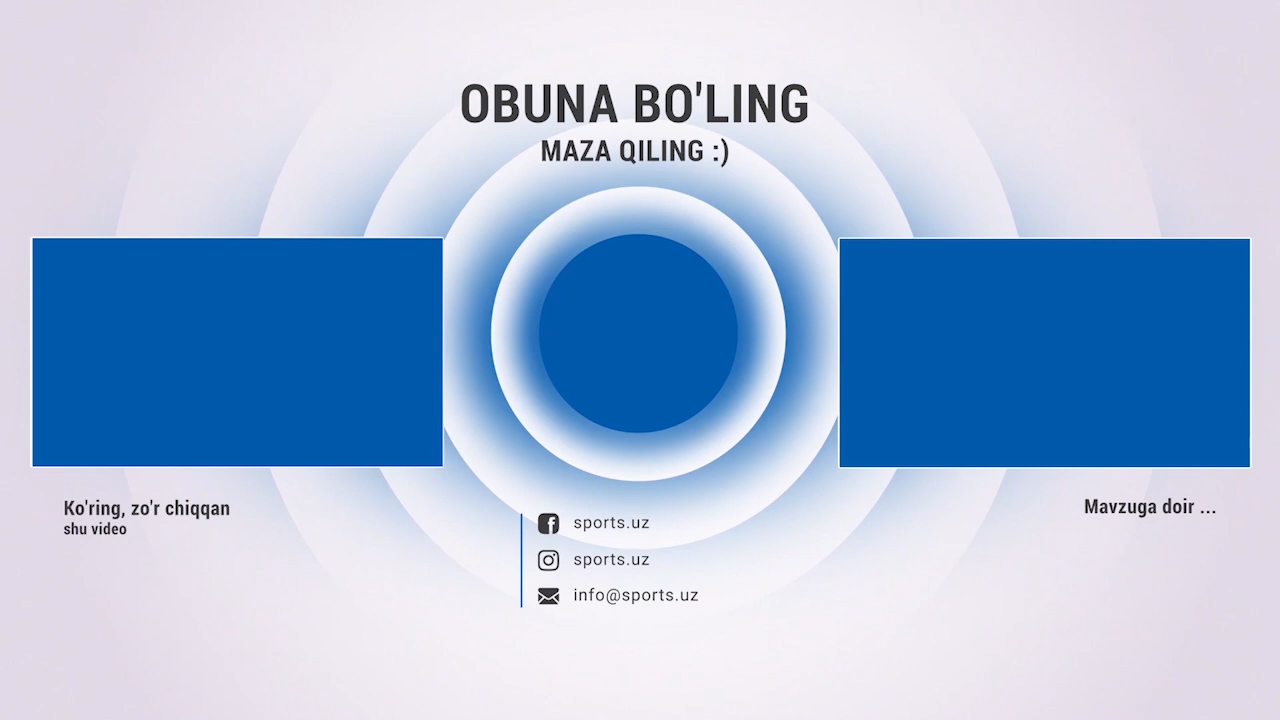 OBUNA BO'LING
MAZA QILING :)
Ko'ring, zo'r chiqqan
shu video
Mavzuga doir ...
sports.uz
sports.uz
info@sports.uz